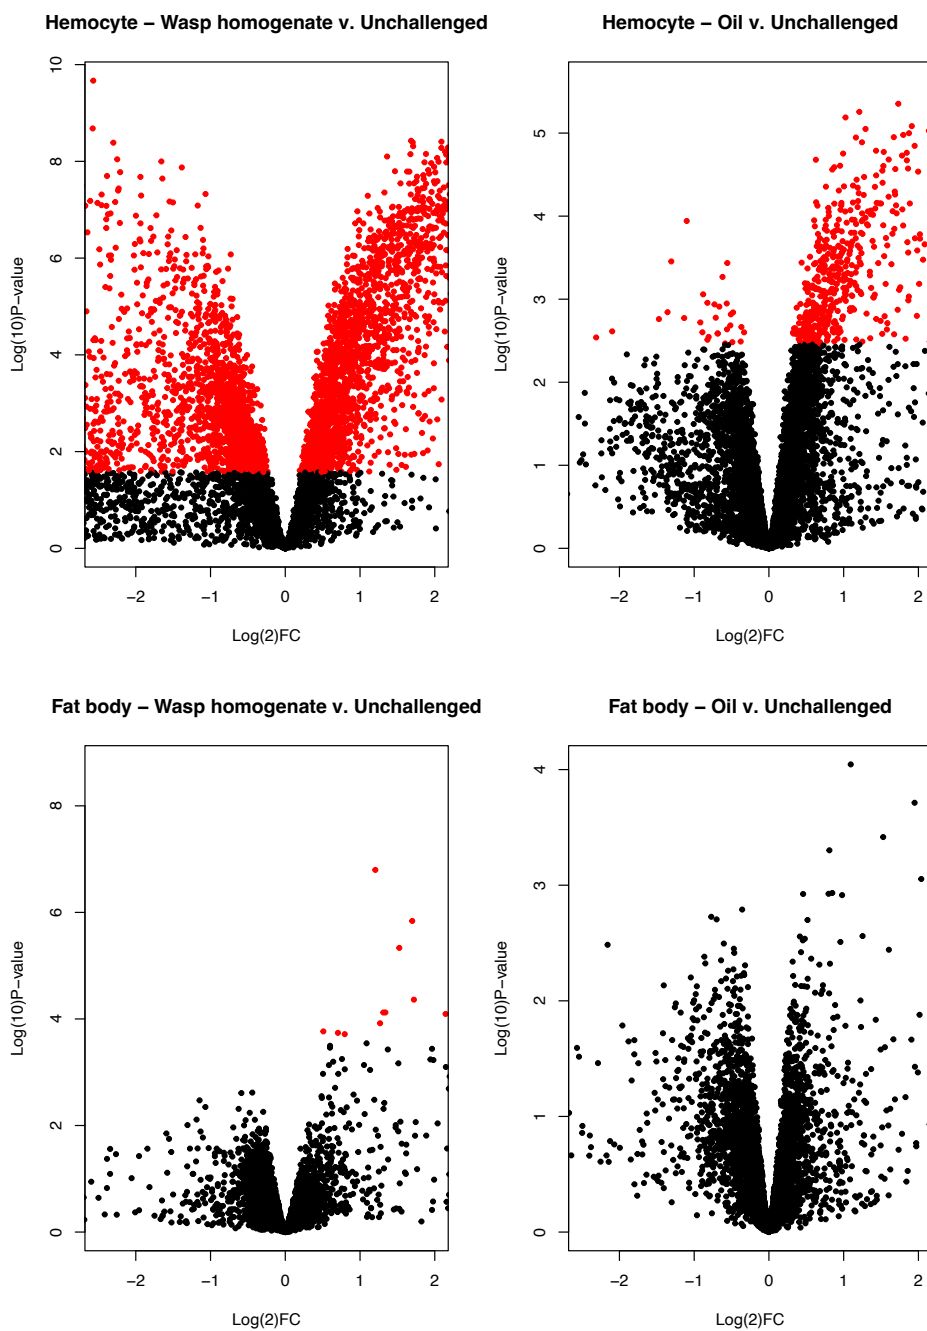 Hemocyte – Wasp homogenate v. Unchallenged
Log(10)P−value
10
8
6
4
2
0
−2 −1 0 1 2
Log(2)FC
Hemocyte – Oil v. Unchallenged
Log(10)P−value
5
4
3
2
1
0
−2 −1 0 1 2
Log(2)FC
Fat body – Wasp homogenate v. Unchallenged
Log(10)P−value
8
6
4
2
0
−2 −1 0 1 2
Log(2)FC
Fat body – Oil v. Unchallenged
Log(10)P−value
4
3
2
1
0
−2 −1 0 1 2
Log(2)FC